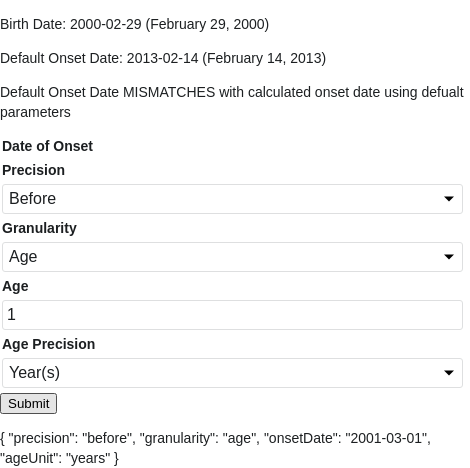 Birth Date: 2000-02-29 (February 29, 2000)
Default Onset Date: 2013-02-14 (February 14, 2013)
Default Onset Date MISMATCHES with calculated onset date using defualt
parameters
Date of Onset
Precision
Before
Granularity
Age
Age
1
Age Precision
Year(s)
Submit
{ "precision": "before", "granularity": "age", "onsetDate": "2001-03-01",
"ageUnit": "years" }